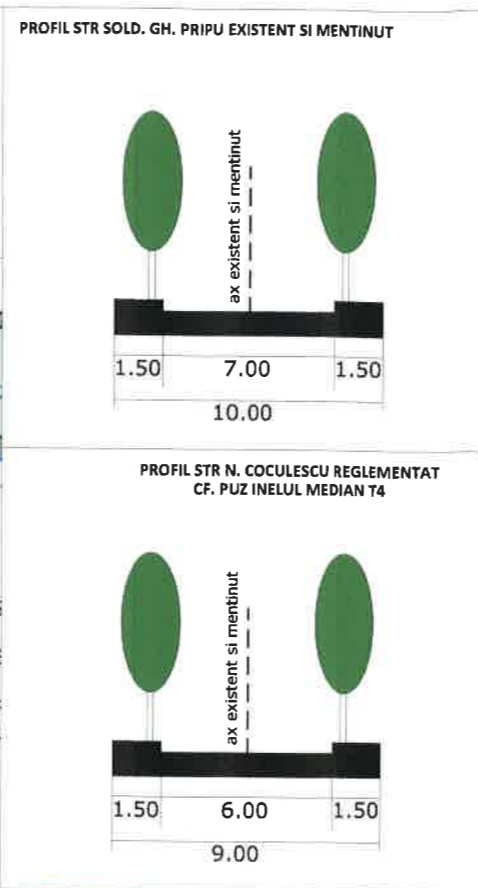 PROFIL STR SOLD. GH. PRIPU EXISTENT SI MENTINUT
ax existent si mentinut
1.50 7.00 1.50
10.00
PROFIL STR N. COCULESCU REGLEMENTAT
CF. PUZ INELUL MEDIAN T4
ax existent si mentinut
1.50 6.00 1.50
9.00